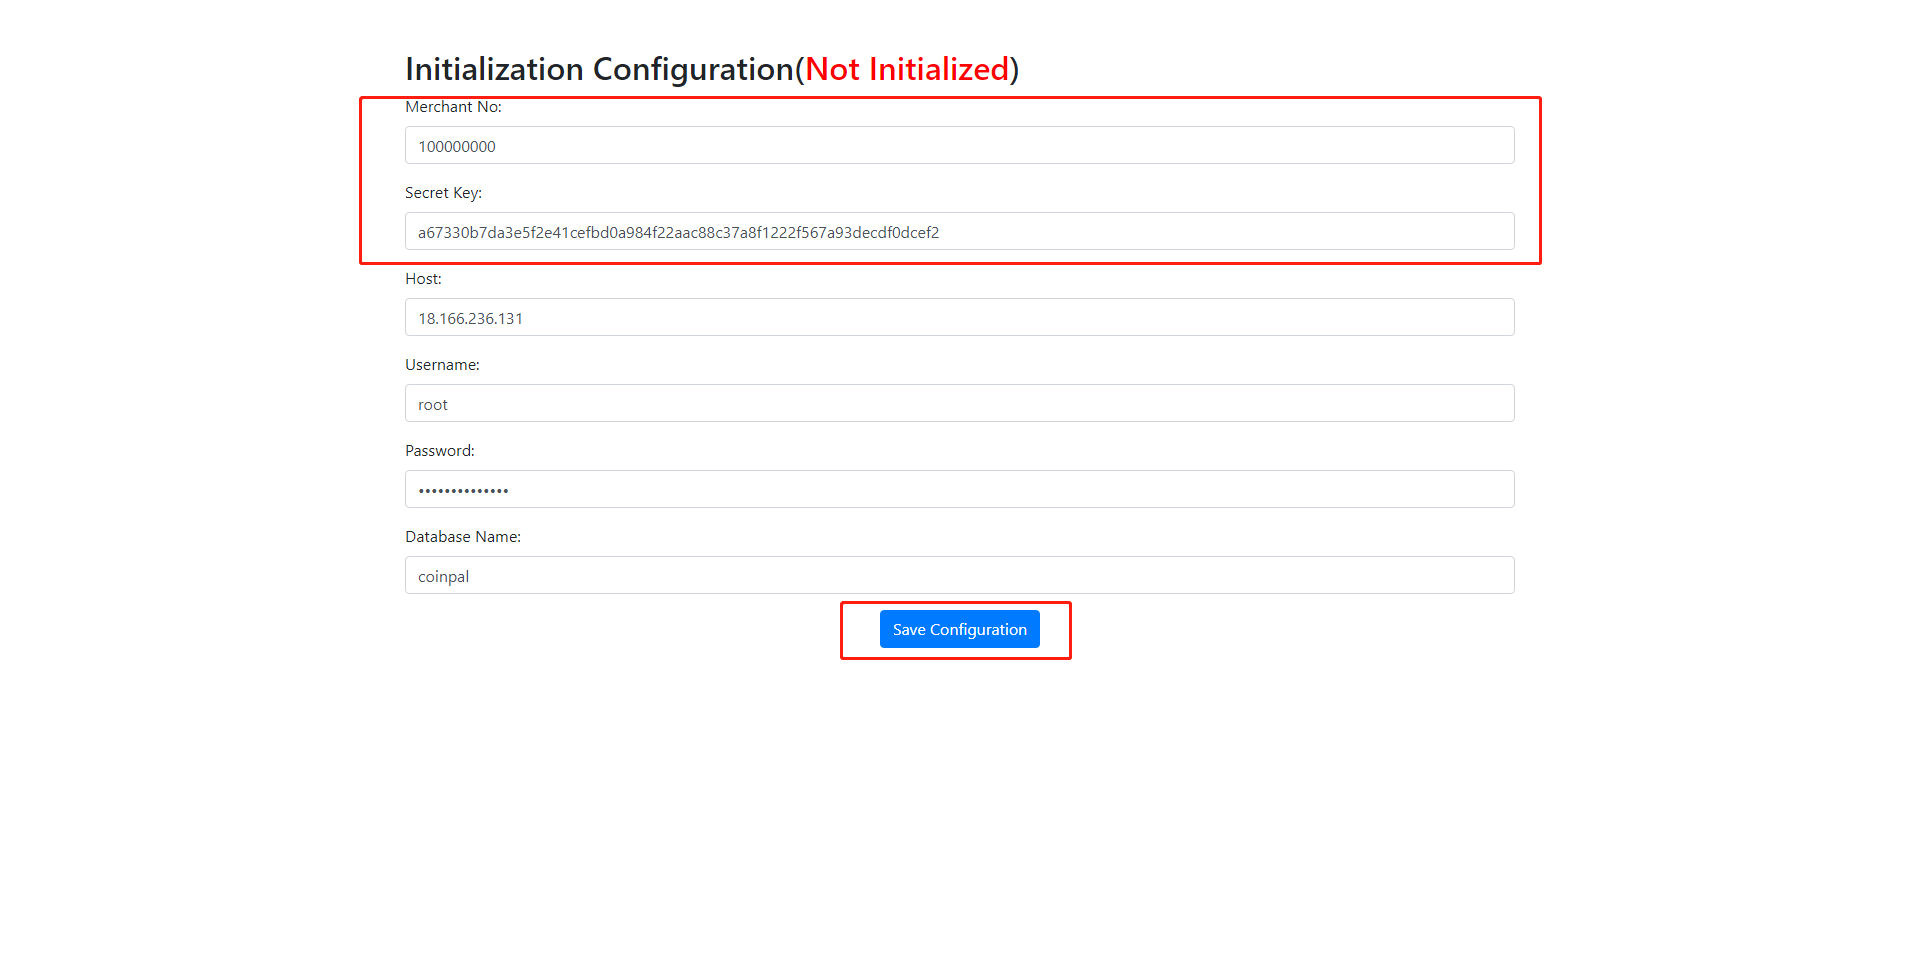 Initialization Configuration(Not Initialized)
Merchant No:
100000000
Secret Key:
a67330b7da3e5f2e41cefbd0a984f22aac88c37a8f1222f567a93decdf0dcef2
Host:
18.166.236.131
Username:
root
Password:
••••••••••••••
Database Name:
coinpal
Save Configuration